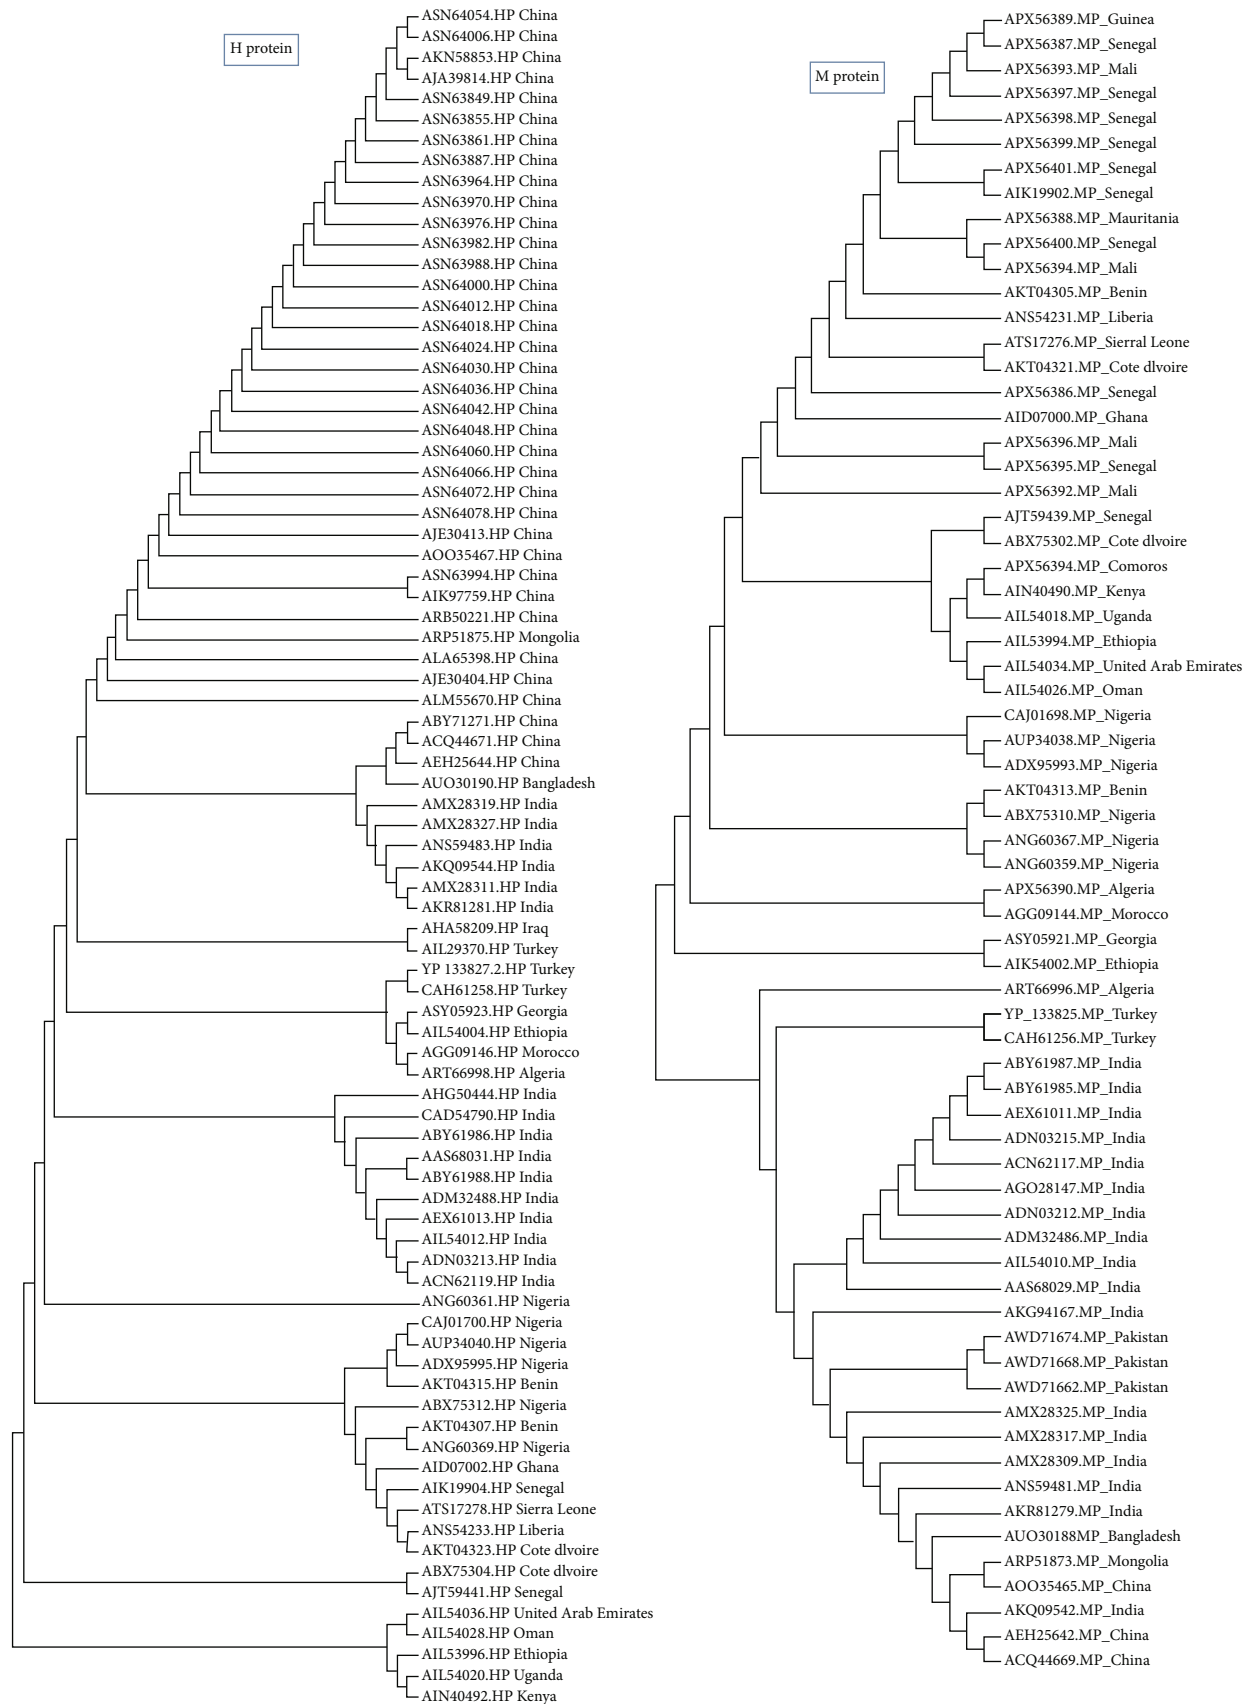 H protein
ASN64054.HP China
ASN64006.HP China
AKN58853.HP China
AJA39814.HP China
ASN63849.HP China
ASN63855.HP China
ASN63861.HP China
ASN63887.HP China
ASN63964.HP China
ASN63970.HP China
ASN63976.HP China
ASN63982.HP China
ASN63988.HP China
ASN64000.HP China
ASN64012.HP China
ASN64018.HP China
ASN64024.HP China
ASN64030.HP China
ASN64036.HP China
ASN64042.HP China
ASN64048.HP China
ASN64060.HP China
ASN64066.HP China
ASN64072.HP China
ASN64078.HP China
AJE30413.HP China
AOO35467.HP China
ASN63994.HP China
AIK97759.HP China
ARB50221.HP China
ARP51875.HP Mongolia
ALA65398.HP China
AJE30404.HP China
ALM55670.HP China
ABY71271.HP China
ACQ44671.HP China
AEH25644.HP China
AUO30190.HP Bangladesh
AMX28319.HP India
AMX28327.HP India
ANS59483.HP India
AKQ09544.HP India
AMX28311.HP India
AKR81281.HP India
AHA58209.HP Iraq
AIL29370.HP Turkey
YP 133827.2.HP Turkey
CAH61258.HP Turkey
ASY05923.HP Georgia
AIL54004.HP Ethiopia
AGG09146.HP Morocco
ART66998.HP Algeria
AHG50444.HP India
CAD54790.HP India
ABY61986.HP India
AAS68031.HP India
ABY61988.HP India
ADM32488.HP India
AEX61013.HP India
AIL54012.HP India
ADN03213.HP India
ACN62119.HP India
ANG60361.HP Nigeria
CAJ01700.HP Nigeria
AUP34040.HP Nigeria
ADX95995.HP Nigeria
AKT04315.HP Benin
ABX75312.HP Nigeria
AKT04307.HP Benin
ANG60369.HP Nigeria
AID07002.HP Ghana
AIK19904.HP Senegal
ATS17278.HP Sierra Leone
ANS54233.HP Liberia
AKT04323.HP Cote dlvoire
ABX75304.HP Cote dlvoire
AJT59441.HP Senegal
AIL54036.HP United Arab Emirates
AIL54028.HP Oman
AIL53996.HP Ethiopia
AIL54020.HP Uganda
AIN40492.HP Kenya
M protein
APX56389.MP_Guinea
APX56387.MP_Senegal
APX56393.MP_Mali
APX56397.MP_Senegal
APX56398.MP_Senegal
APX56399.MP_Senegal
APX56401.MP_Senegal
AIK19902.MP_Senegal
APX56388.MP_Mauritania
APX56400.MP_Senegal
APX56394.MP_Mali
AKT04305.MP_Benin
ANS54231.MP_Liberia
ATS17276.MP_Sierral Leone
AKT04321.MP_Cote dlvoire
APX56386.MP_Senegal
AID07000.MP_Ghana
APX56396.MP_Mali
APX56395.MP_Senegal
APX56392.MP_Mali
AJT59439.MP_Senegal
ABX75302.MP_Cote dlvoire
APX56394.MP_Comoros
AIN40490.MP_Kenya
AIL54018.MP_Uganda
AIL53994.MP_Ethiopia
AIL54034.MP_United Arab Emirates
AIL54026.MP_Oman
CAJ01698.MP_Nigeria
AUP34038.MP_Nigeria
ADX95993.MP_Nigeria
AKT04313.MP_Benin
ABX75310.MP_Nigeria
ANG60367.MP_Nigeria
ANG60359.MP_Nigeria
APX56390.MP_Algeria
AGG09144.MP_Morocco
ASY05921.MP_Georgia
AIK54002.MP_Ethiopia
ART66996.MP_Algeria
YP_133825.MP_Turkey
CAH61256.MP_Turkey
ABY61987.MP_India
ABY61985.MP_India
AEX61011.MP_India
ADN03215.MP_India
ACN62117.MP_India
AGO28147.MP_India
ADN03212.MP_India
ADM32486.MP_India
AIL54010.MP_India
AAS68029.MP_India
AKG94167.MP_India
AWD71674.MP_Pakistan
AWD71668.MP_Pakistan
AWD71662.MP_Pakistan
AMX28325.MP_India
AMX28317.MP_India
AMX28309.MP_India
ANS59481.MP_India
AKR81279.MP_India
AUO30188MP_Bangladesh
ARP51873.MP_Mongolia
AOO35465.MP_China
AKQ09542.MP_India
AEH25642.MP_China
ACQ44669.MP_China